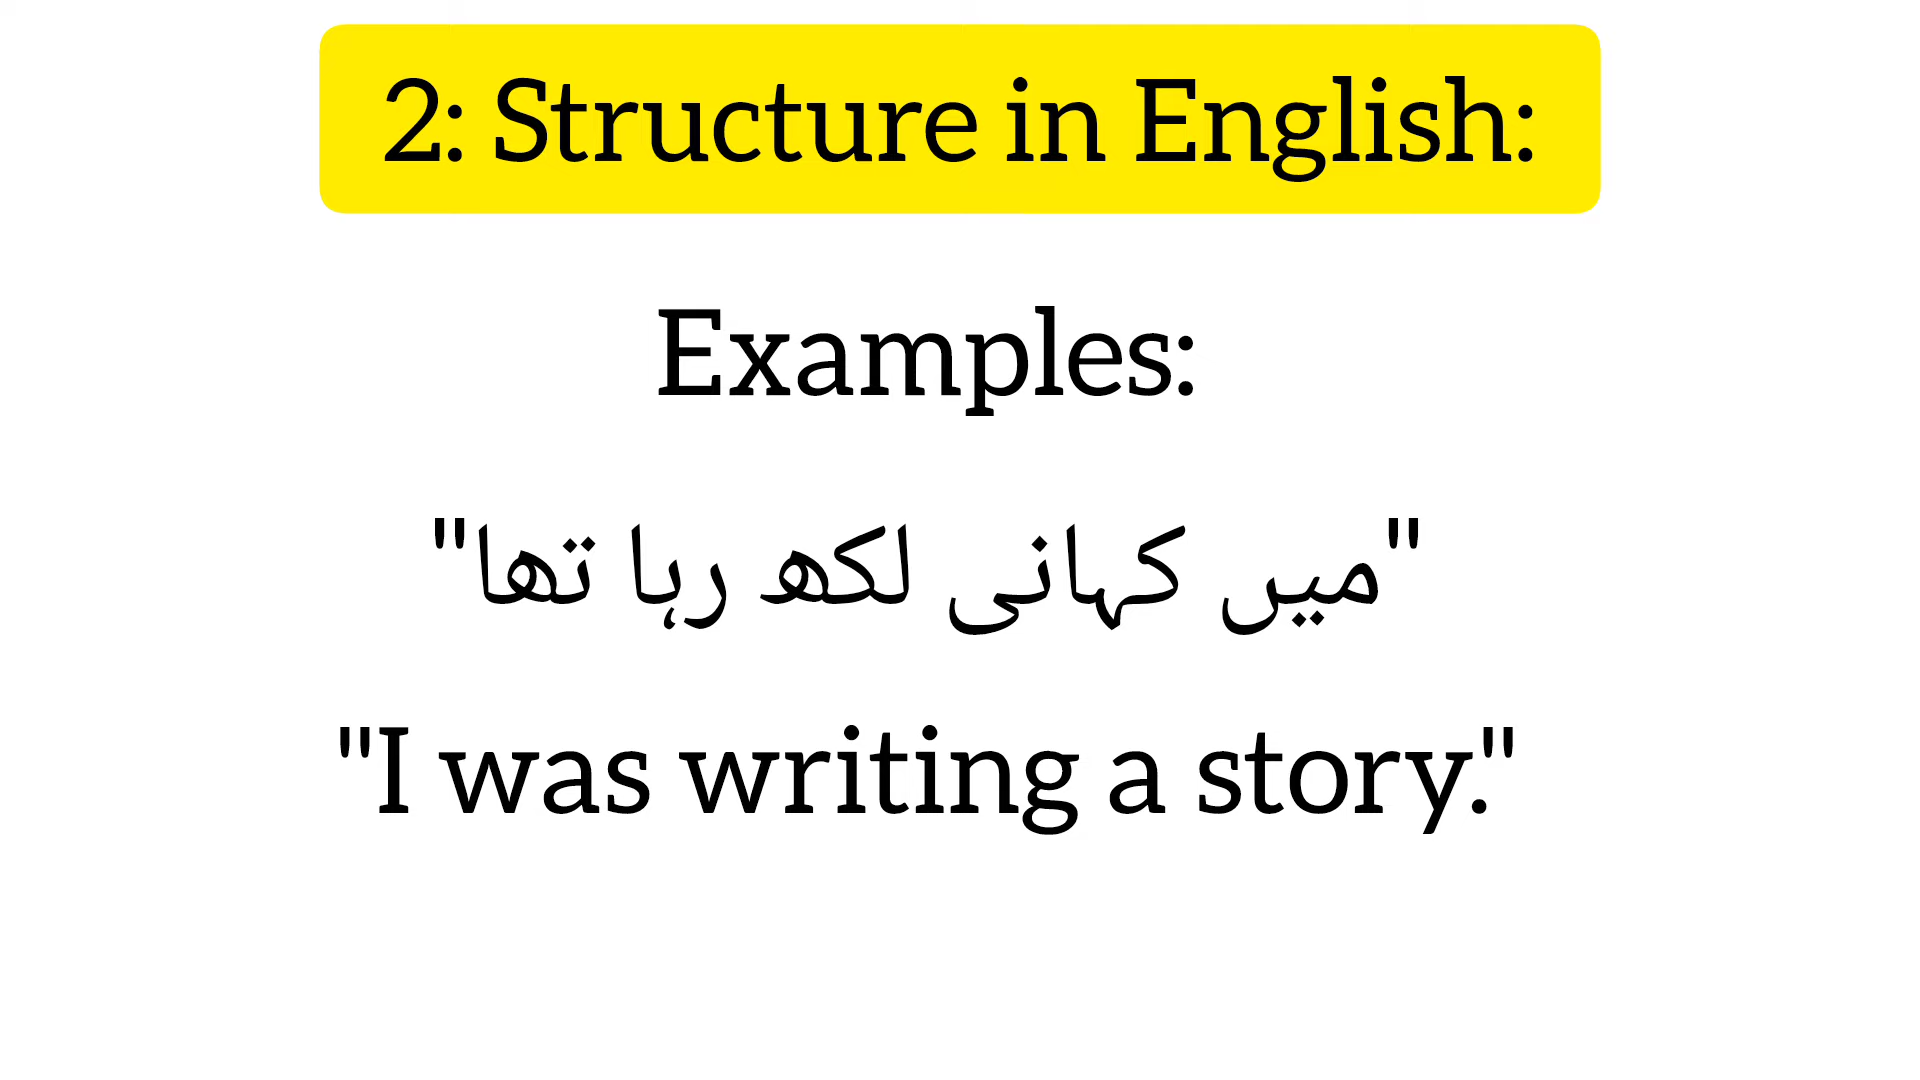 2: Structure in English:
Examples:
"میں کہانی لکھ رہا تھا"
"I was writing a story."